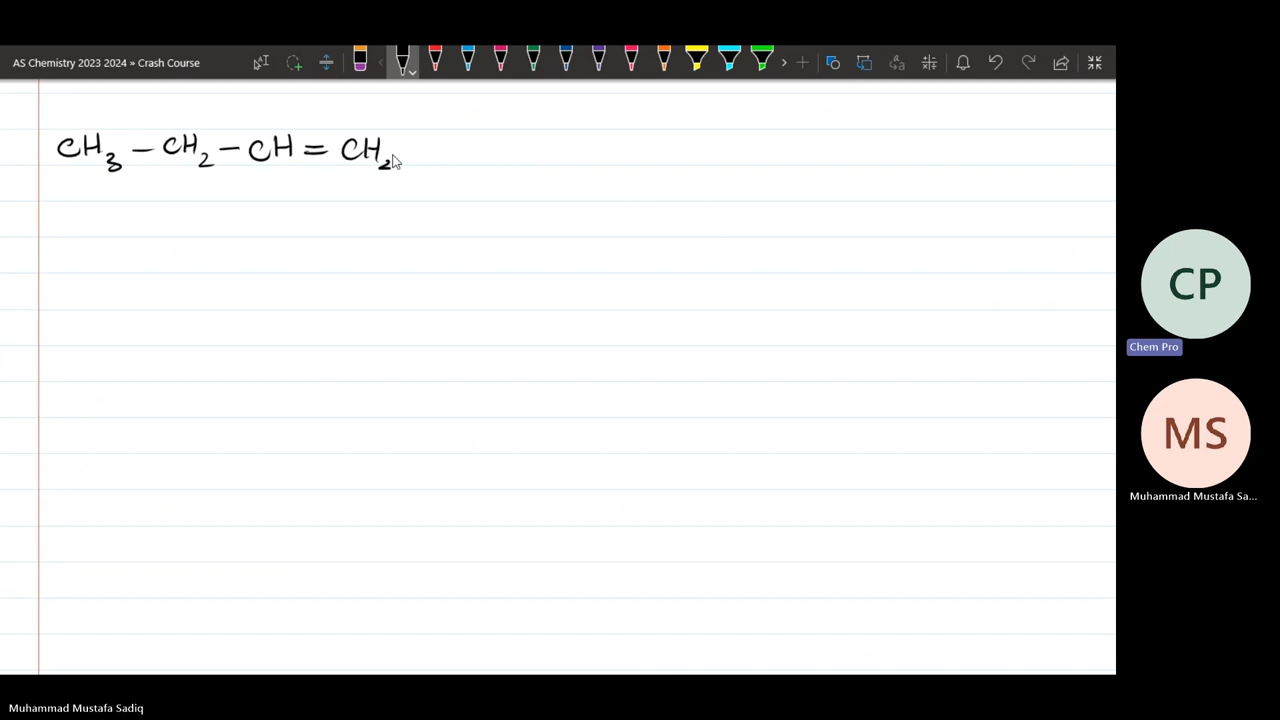 AS Chemistry 2023 2024 » Crash Course
CH₃ – CH₂ – CH = CH₂
CP
Chem Pro
MS
Muhammad Mustafa Sa...
Muhammad Mustafa Sadiq